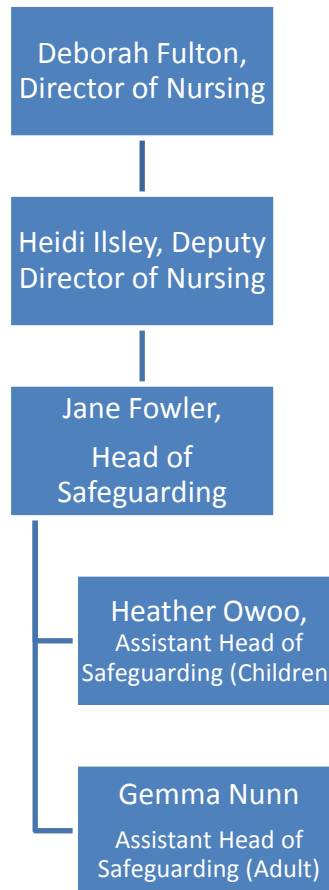 Deborah Fulton,
Director of Nursing
Heidi Ilsley, Deputy
Director of Nursing
Jane Fowler,
Head of
Safeguarding
Heather Owoo,
Assistant Head of
Safeguarding (Children
Gemma Nunn
Assistant Head of
Safeguarding (Adult)